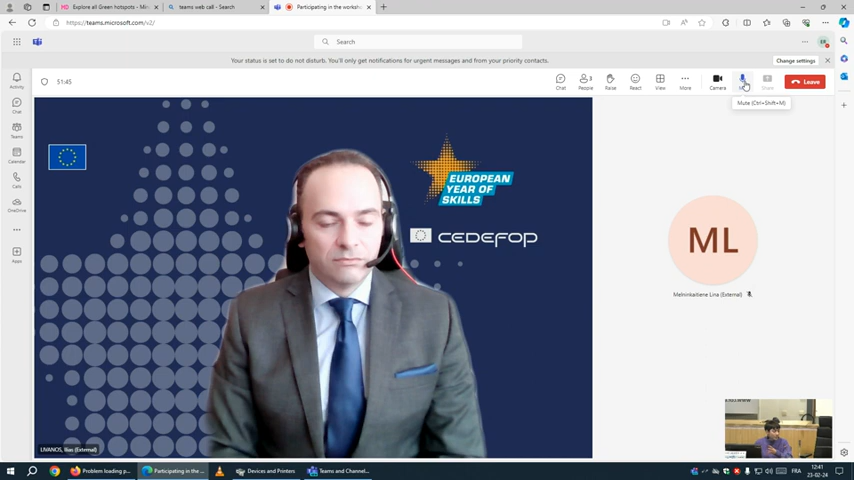 Explore all Green hotspots - Mi
teams web call - Search
Participating in the worksho
https://teams.microsoft.com/v2/
Search
EP
Your status is set to do not disturb. You'll only get notifications for urgent messages and from your priority contacts.
Change settings
51:45
Chat
People
3
Raise
React
View
More
Camera
Share
Leave
Mute (Ctrl+Shift+M)
Activity
Chat
Teams
Calendar
Calls
OneDrive
Apps
EUROPEAN
YEAR OF
SKILLS
CEDEFOP
ML
Melninkaitiene Lina (External)
LIVANOS, Ilias (External)
Problem loading p...
Participating in the ...
Devices and Printers
Teams and Channel...
FRA
12:41
23-02-24